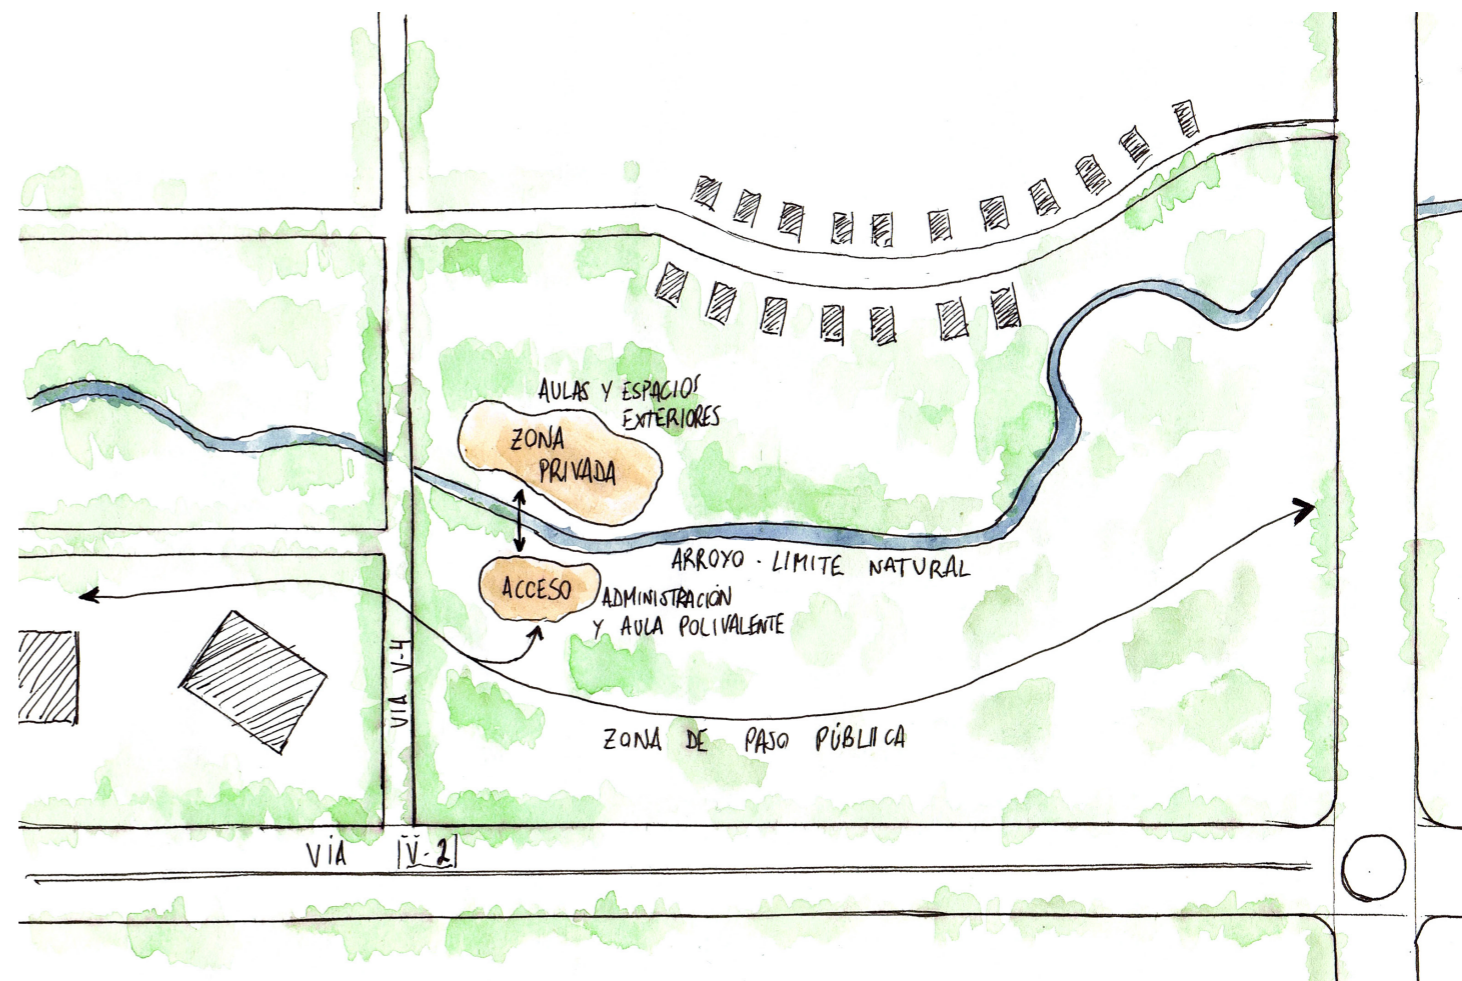 AULAS Y ESPACIOS
EXTERIORES
ZONA
PRIVADA
ARROYO - LIMITE NATURAL
ACCESO
ADMINISTRACIÓN
Y AULA POLIVALENTE
VIA V-4
ZONA DE PASO PÚBLICA
VÍA V-2